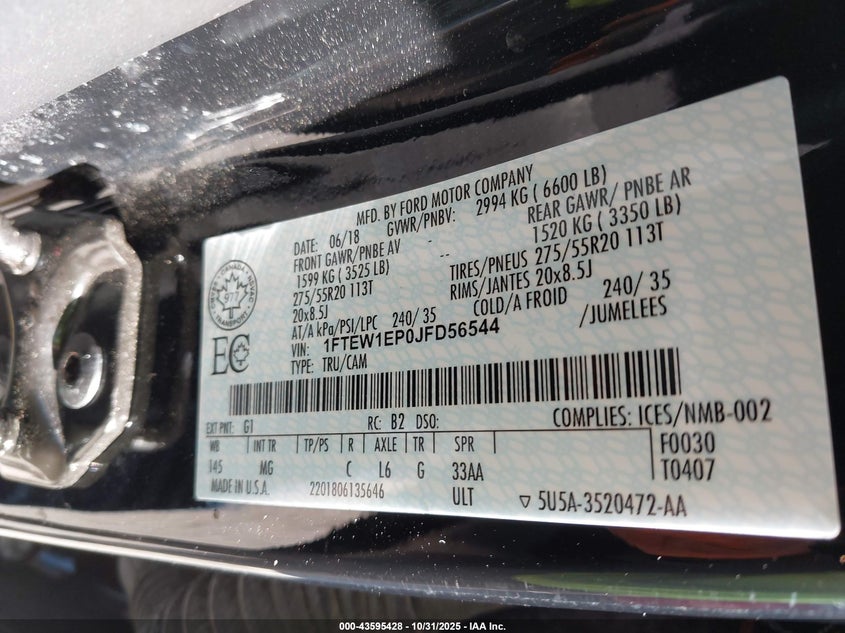 MFD. BY FORD MOTOR COMPANY
DATE: 06/18 GVWR/PNBV: 2994 KG ( 6600 LB)
FRONT GAWR/PNBE AV - REAR GAWR/ PNBE AR
1599 KG ( 3525 LB) -- 1520 KG ( 3350 LB)
275/55R20 113T TIRES/PNEUS 275/55R20 113T
20x8.5J RIMS/JANTES 20x8.5J
AT/A kPa/PSI/LPC 240/ 35 COLD/A FROID 240/ 35
VIN: 1FTEW1EP0JFD56544 /JUMELEES
TYPE: TRU/CAM
CANADA
977
TRANSPORT
EC
EXT PNT: G1 RC: B2 DSO: COMPLIES: ICES/NMB-002
WB INT TR TP/PS R AXLE TR SPR F0030
145 MG C L6 G 33AA T0407
MADE IN U.S.A. 2201806135646 ULT ▽ 5U5A-3520472-AA
000-43595428 - 10/31/2025 - IAA Inc.